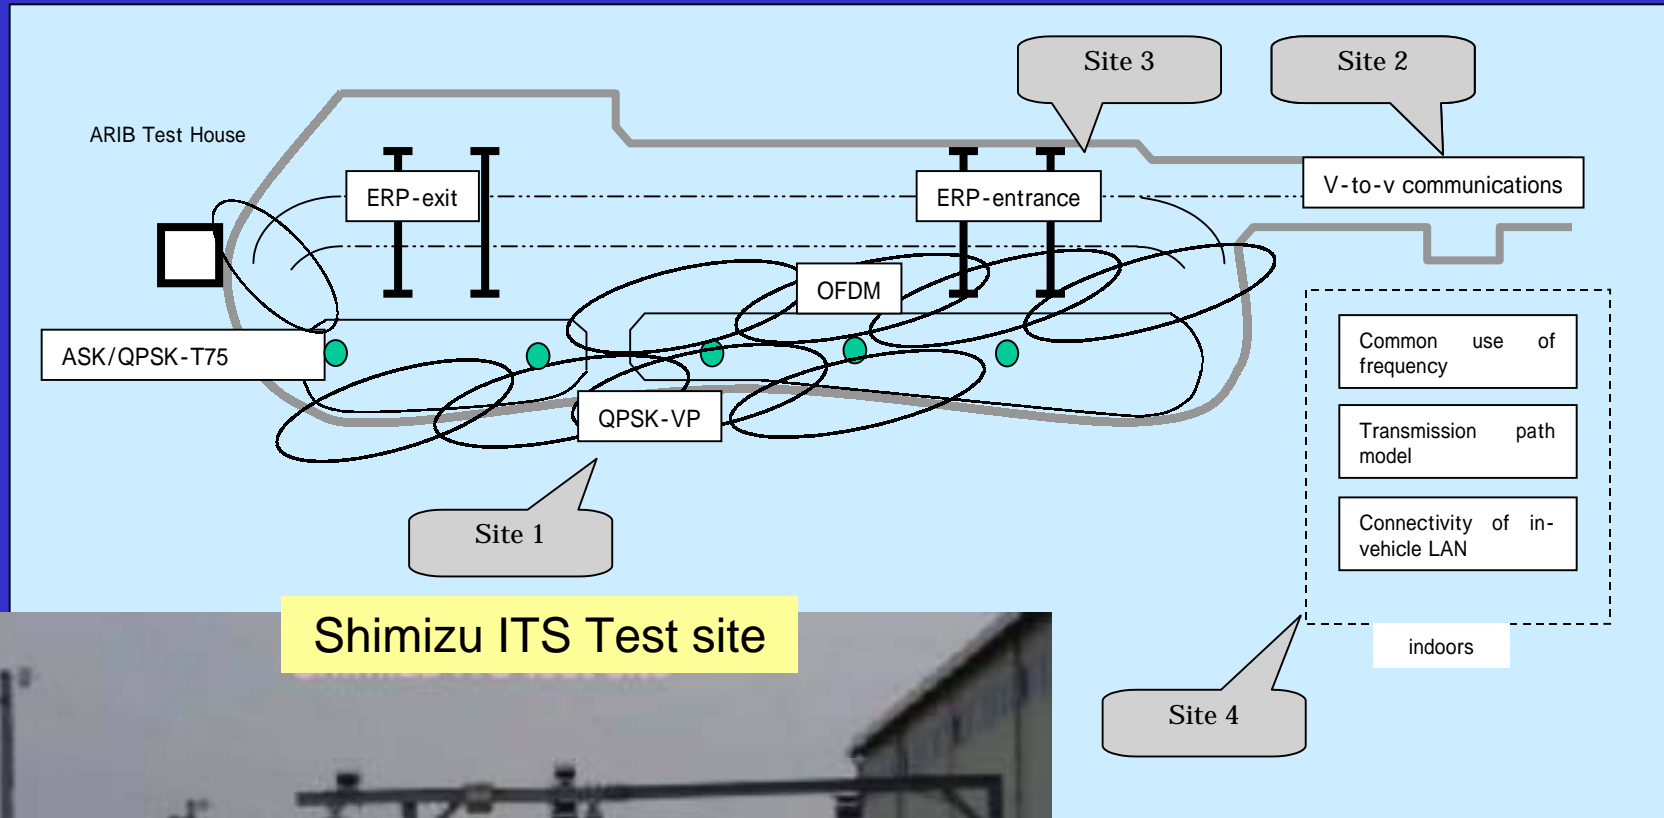 Site 3
Site 2
ARIB Test House
ERP-exit
ERP-entrance
V-to-v communications
OFDM
ASK/QPSK-T75
Common use of
frequency
QPSK-VP
Transmission path
model
Site 1
Connectivity of in-
vehicle LAN
Shimizu ITS Test site
indoors
Site 4